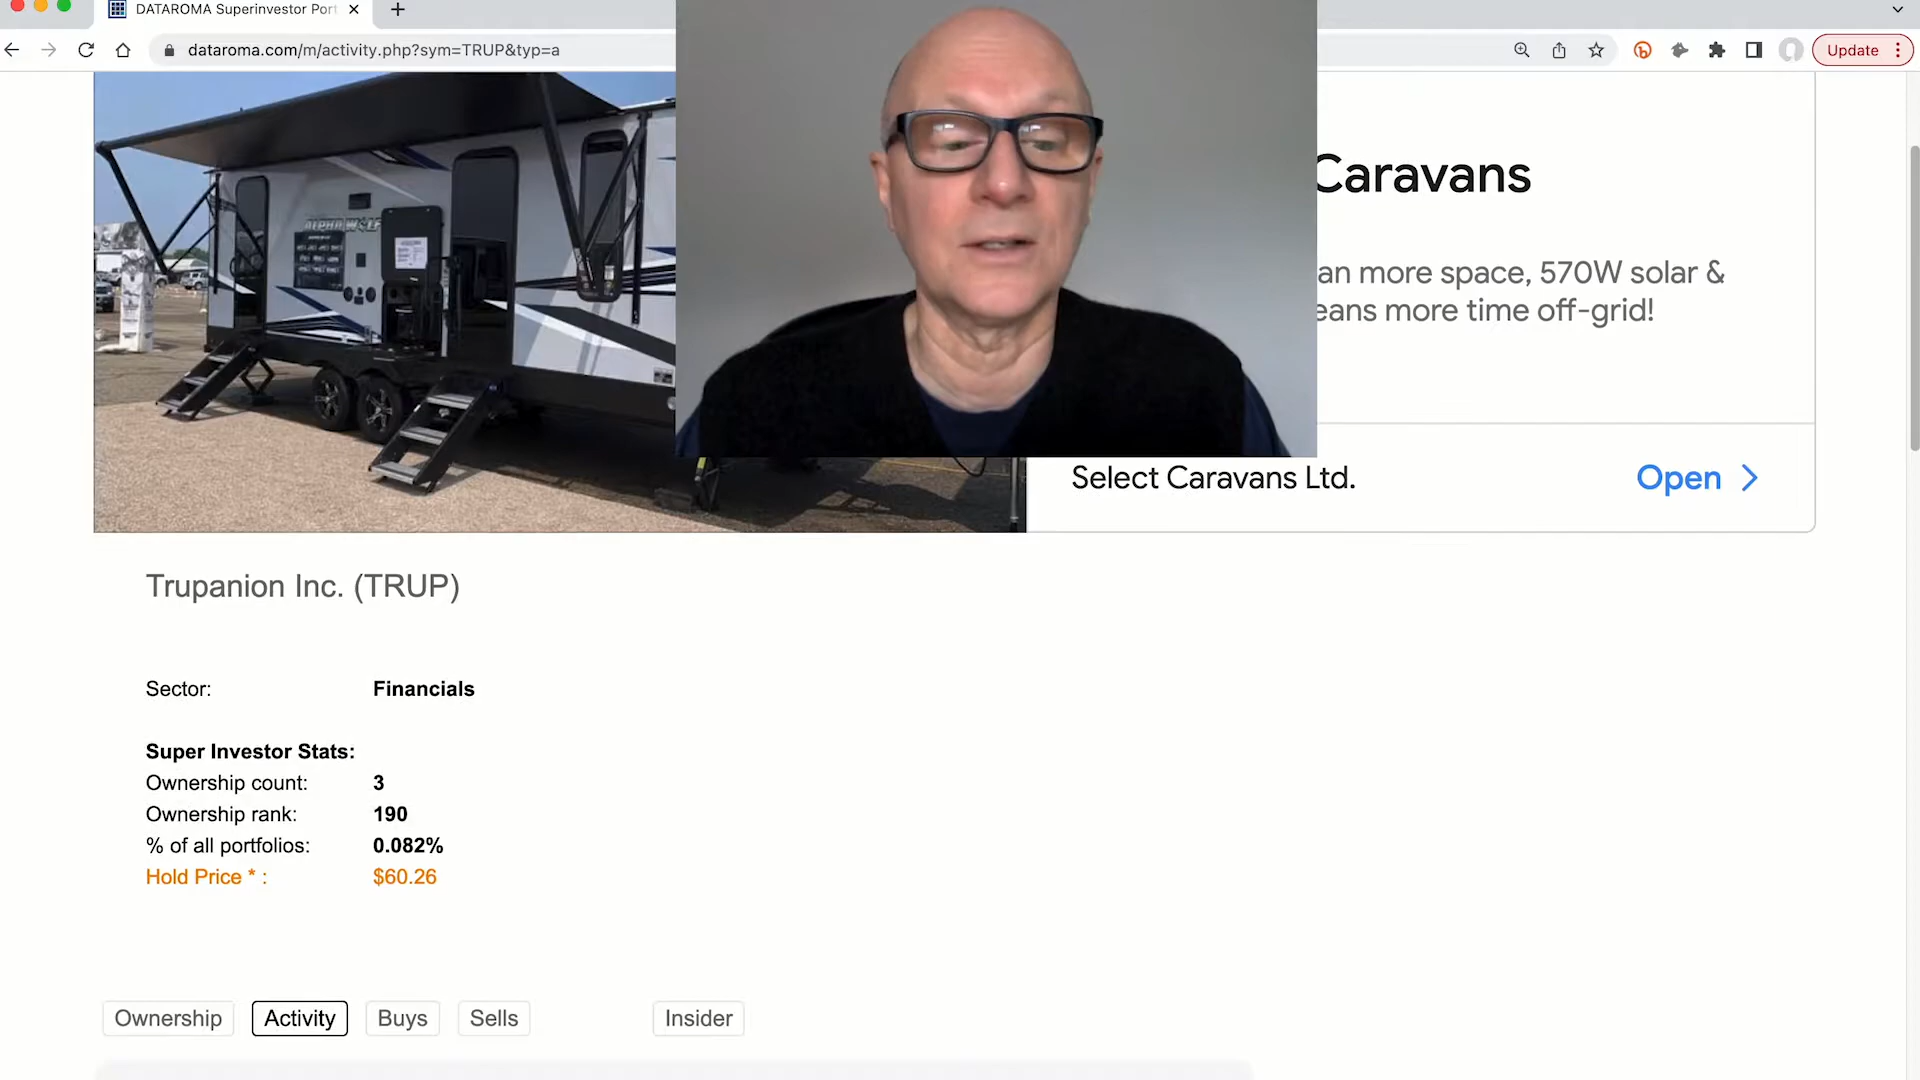 DATAROMA Superinvestor Port
dataroma.com/m/activity.php?sym=TRUP&typ=a
Update
ALPHA WOLF
Caravans
an more space, 570W solar &
eans more time off-grid!
Select Caravans Ltd.
Open
Trupanion Inc. (TRUP)
Sector: Financials
Super Investor Stats:
Ownership count: 3
Ownership rank: 190
% of all portfolios: 0.082%
Hold Price * : $60.26
Ownership Activity Buys Sells Insider